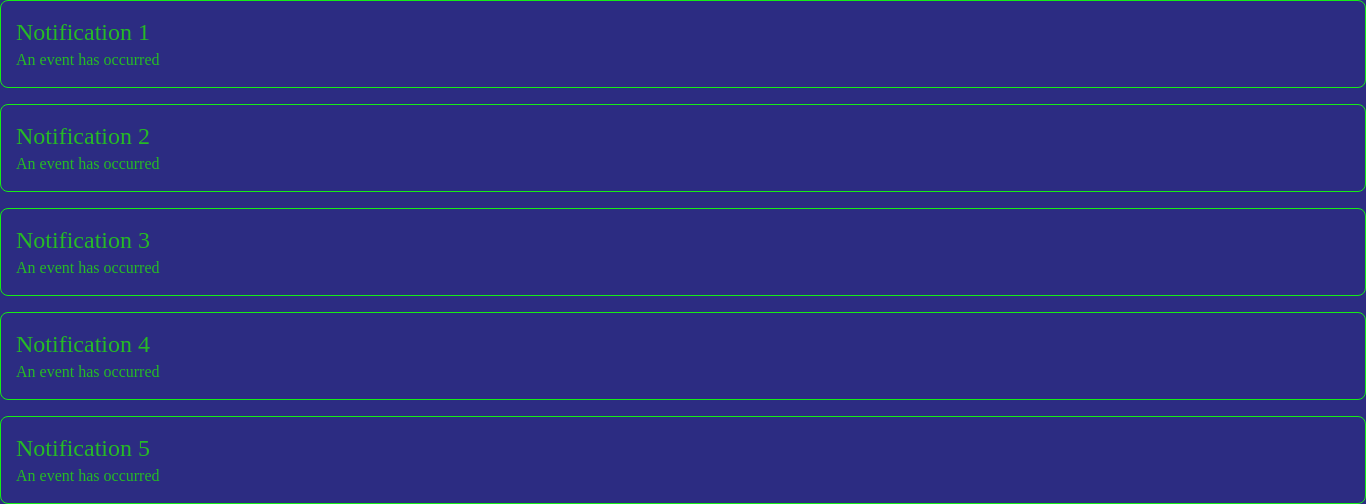 Notification 1
An event has occurred
Notification 2
An event has occurred
Notification 3
An event has occurred
Notification 4
An event has occurred
Notification 5
An event has occurred